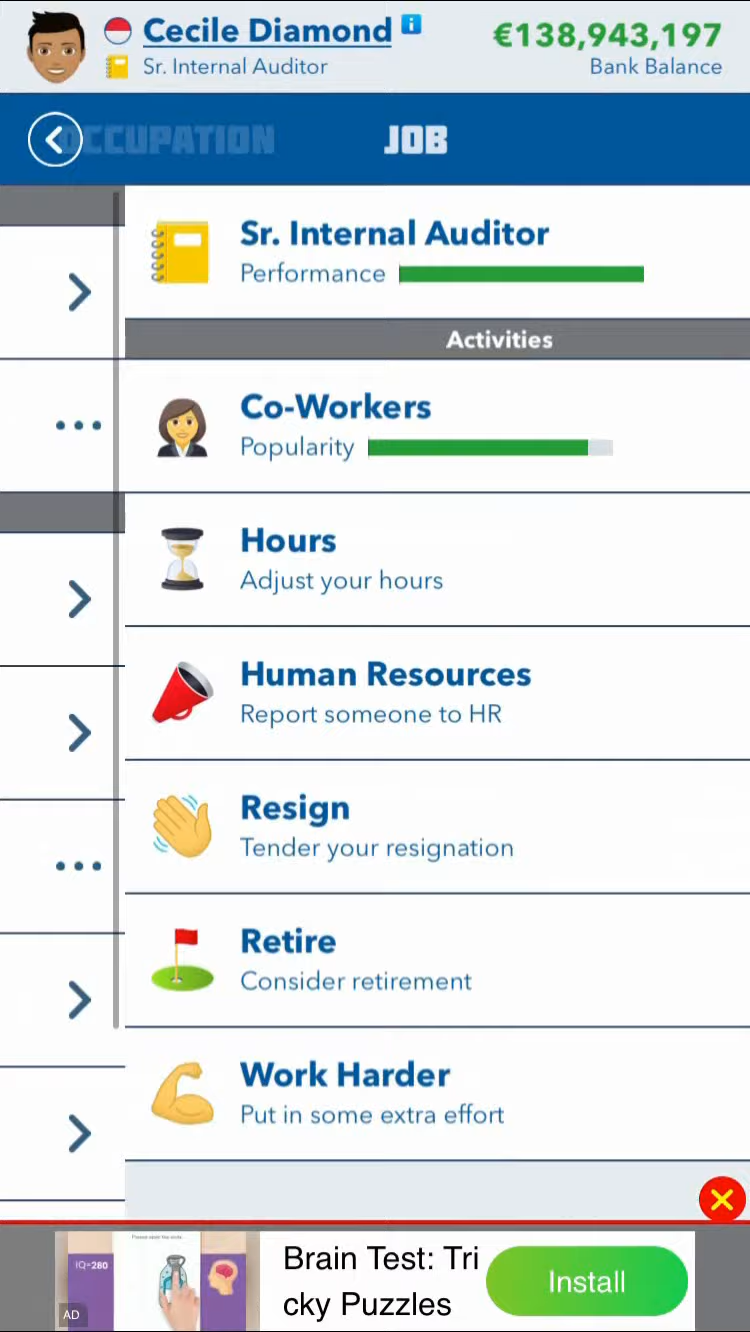 Cecile Diamond i
€138,943,197
Sr. Internal Auditor
Bank Balance
OCCUPATION
JOB
Sr. Internal Auditor
Performance
Activities
Co-Workers
Popularity
Hours
Adjust your hours
Human Resources
Report someone to HR
Resign
Tender your resignation
Retire
Consider retirement
Work Harder
Put in some extra effort
IQ=280
Brain Test: Tri
cky Puzzles
Install
AD